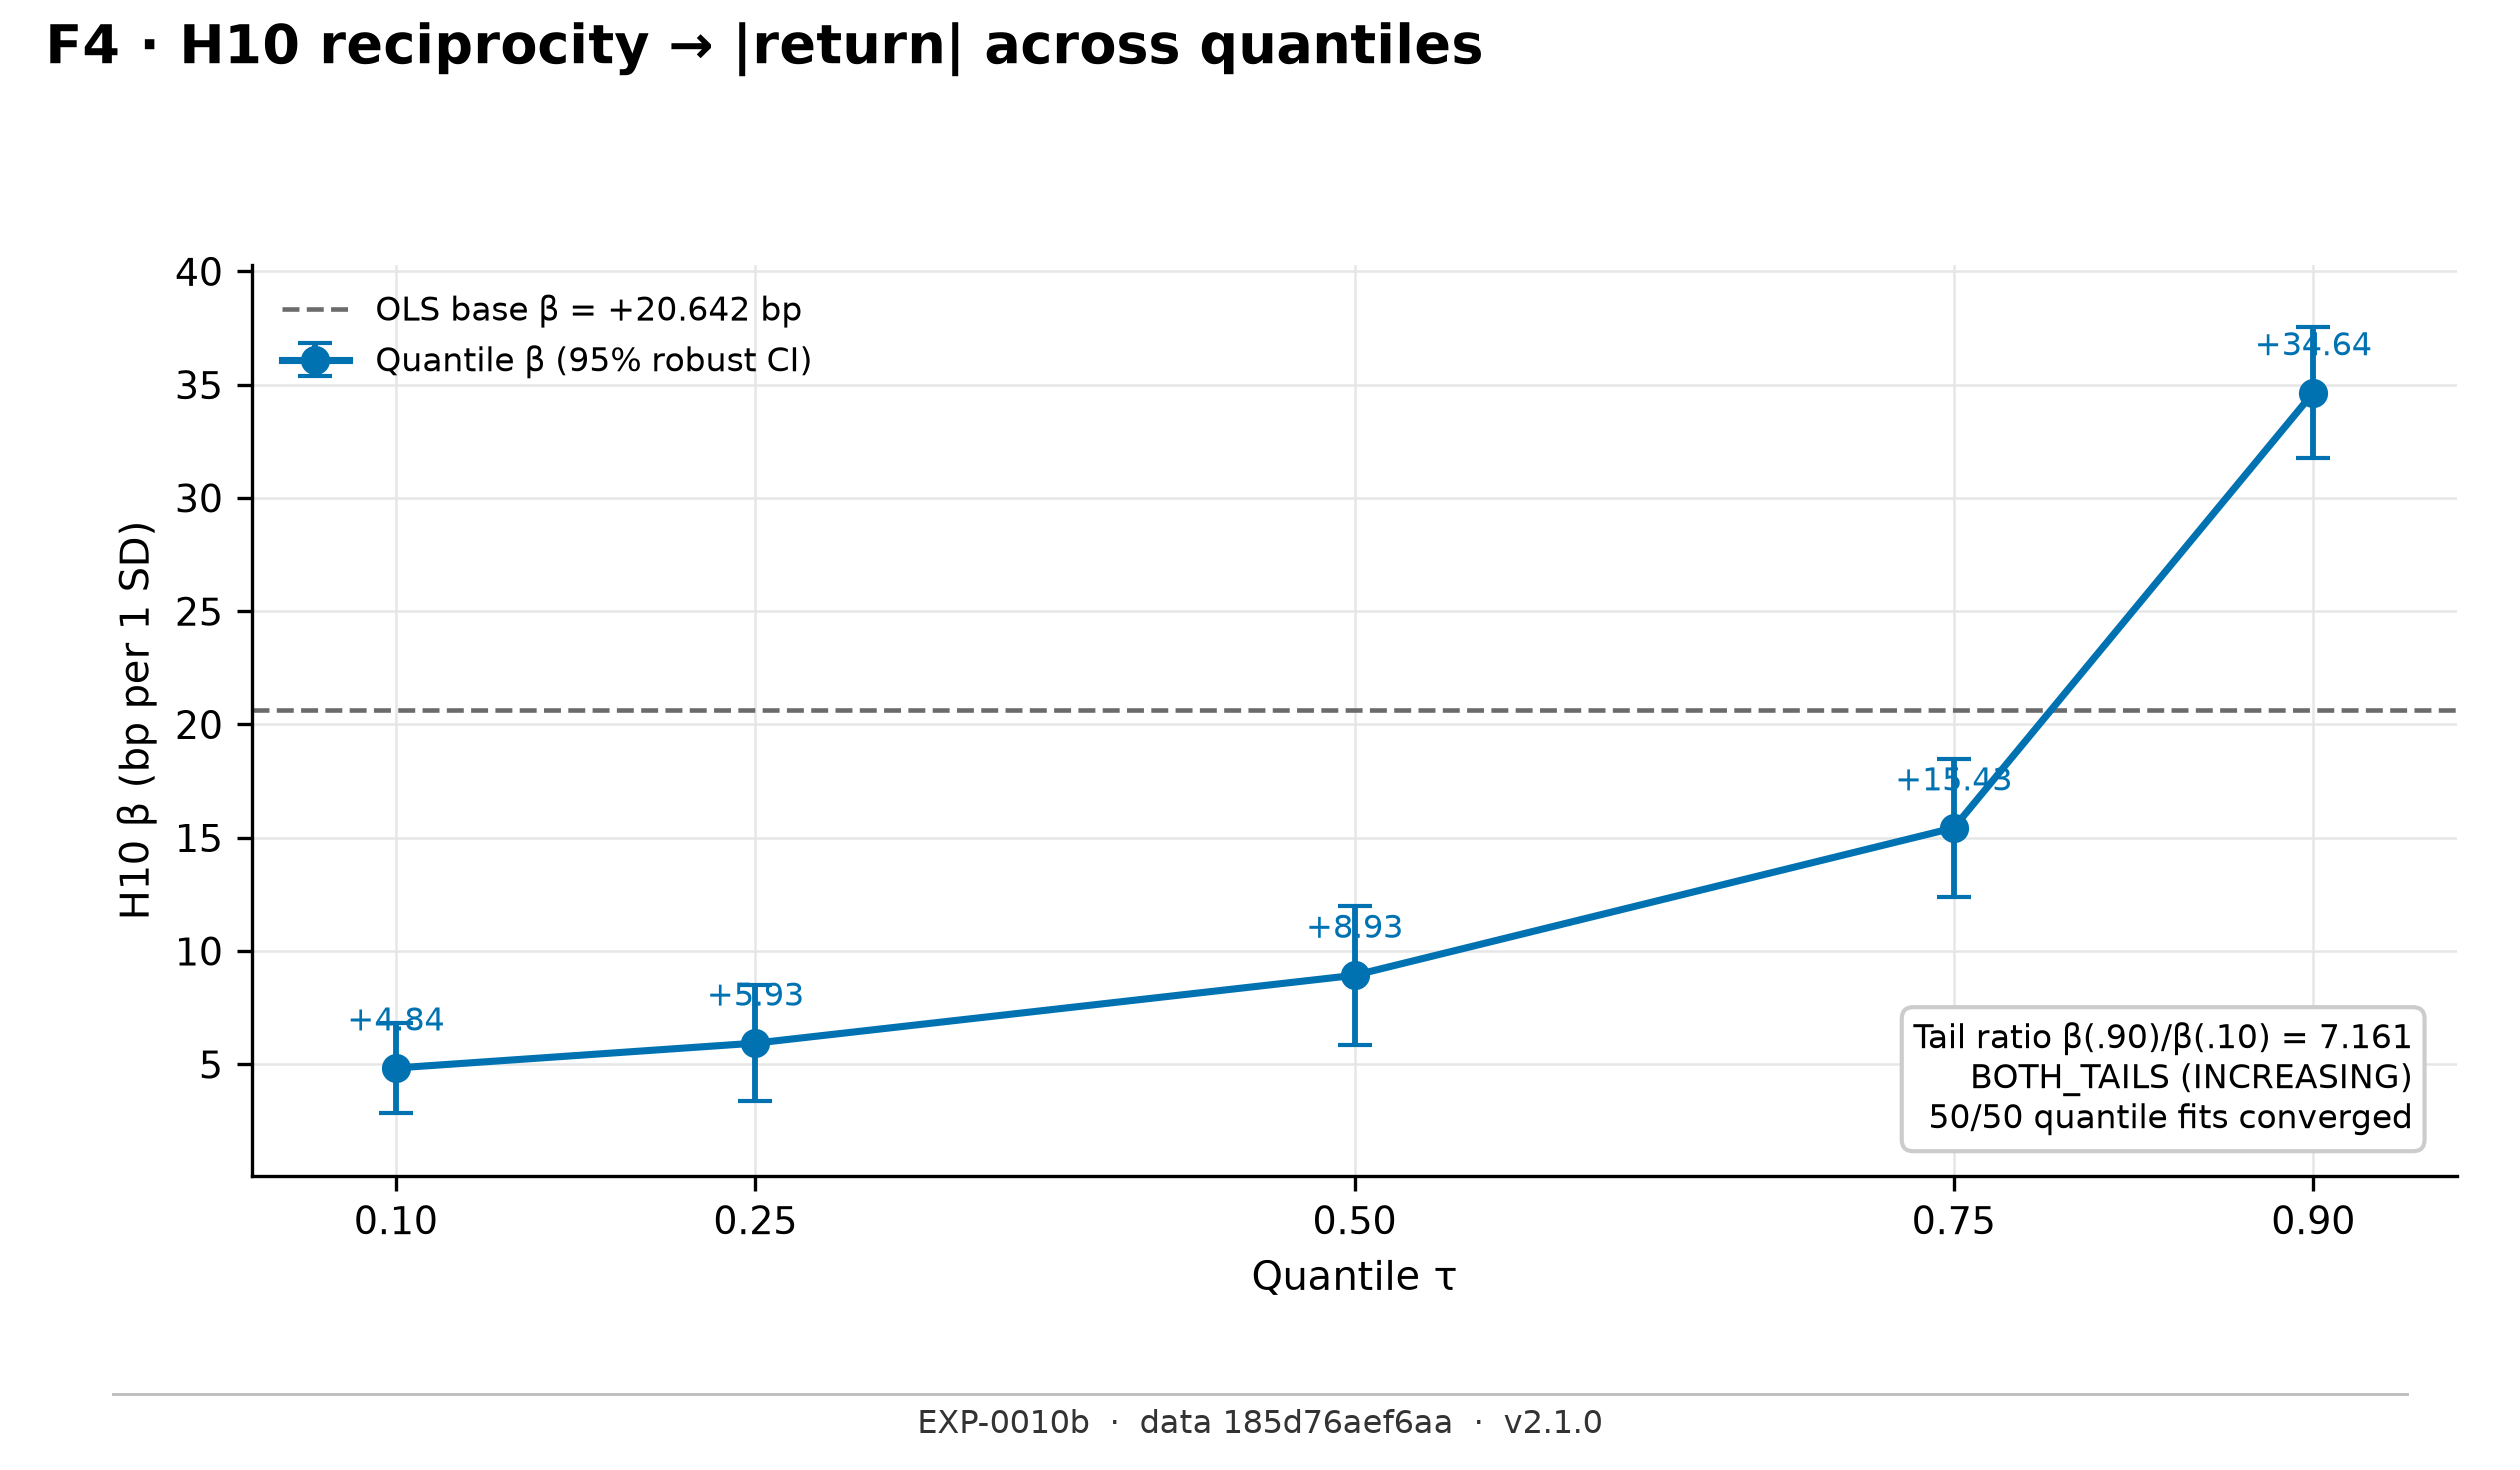 F4 · H10 reciprocity → |return| across quantiles
OLS base β = +20.642 bp
Quantile β (95% robust CI)
H10 β (bp per 1 SD)
40
35
30
25
20
15
10
5
+4.84
+5.93
+8.93
+15.43
+34.64
Tail ratio β(.90)/β(.10) = 7.161
BOTH_TAILS (INCREASING)
50/50 quantile fits converged
0.10 0.25 0.50 0.75 0.90
Quantile τ
EXP-0010b · data 185d76aef6aa · v2.1.0